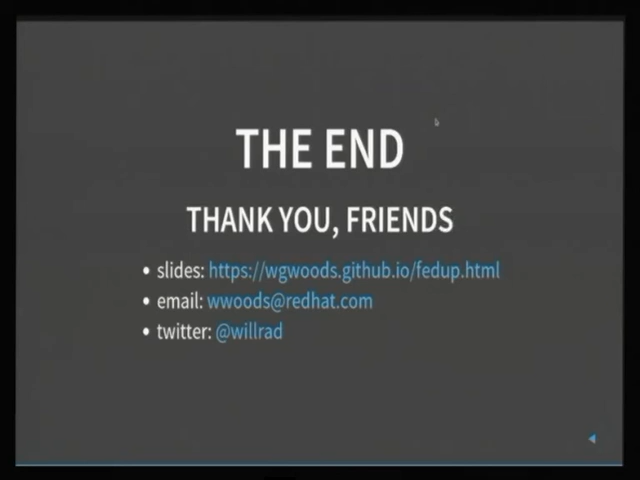 THE END
THANK YOU, FRIENDS
• slides: https://wgwoods.github.io/fedup.html
• email: wwoods@redhat.com
• twitter: @willrad